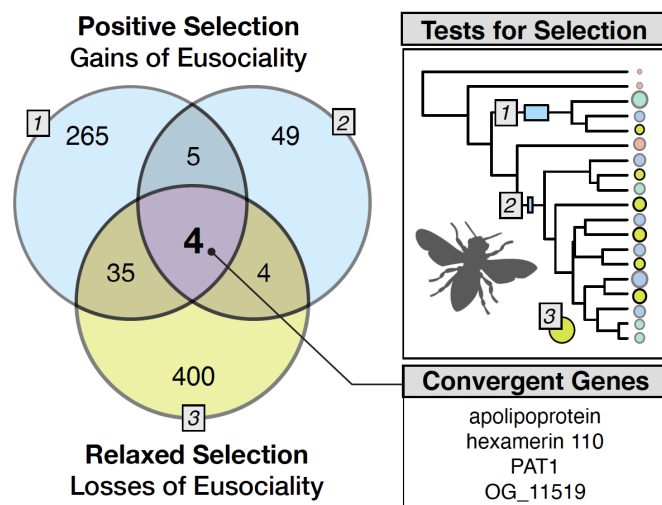 Positive Selection
Gains of Eusociality
1
265
49
2
5
4
35
4
400
3
Relaxed Selection
Losses of Eusociality
Tests for Selection
1
2
3
Convergent Genes
apolipoprotein
hexamerin 110
PAT1
OG_11519